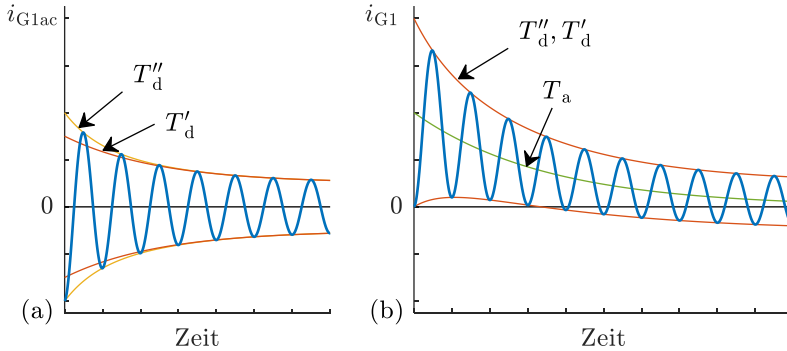 i_G1ac
T″_d
T′_d
0
(a)
Zeit
i_G1
T″_d, T′_d
T_a
0
(b)
Zeit